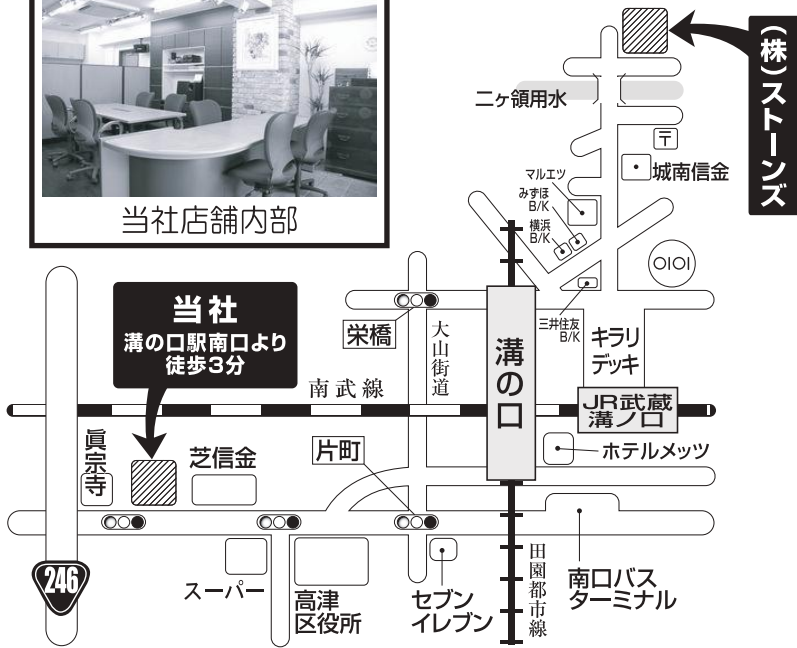 当社店舗内部
(株)ストーンズ
二ヶ領用水
〒
城南信金
マルエツ
みずほ
B/K
横浜
B/K
OIOI
三井住友
B/K
キラリ
デッキ
当社
溝の口駅南口より
徒歩3分
栄橋
大山街道
溝の口
南武線
JR武蔵
溝ノ口
眞宗寺
芝信金
片町
ホテルメッツ
246
スーパー
高津
区役所
セブン
イレブン
田園都市線
南口バス
ターミナル